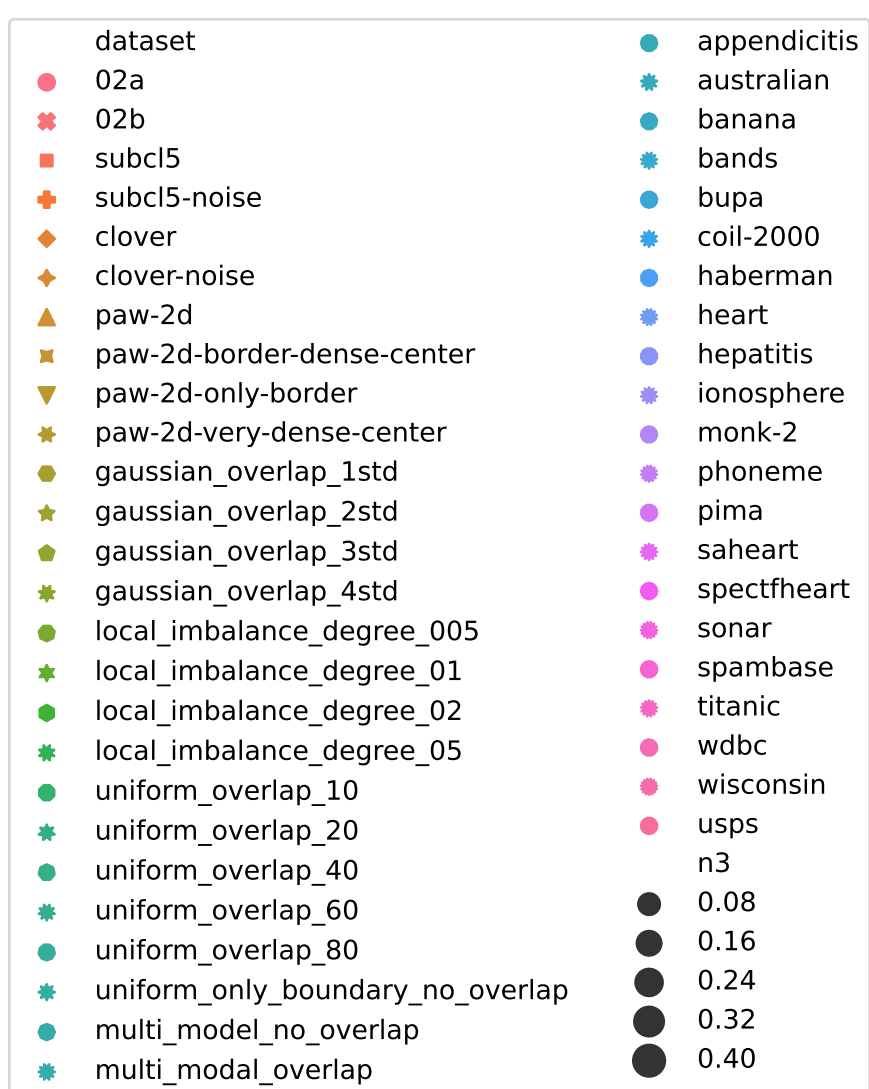 dataset
02a
02b
subcl5
subcl5-noise
clover
clover-noise
paw-2d
paw-2d-border-dense-center
paw-2d-only-border
paw-2d-very-dense-center
gaussian_overlap_1std
gaussian_overlap_2std
gaussian_overlap_3std
gaussian_overlap_4std
local_imbalance_degree_005
local_imbalance_degree_01
local_imbalance_degree_02
local_imbalance_degree_05
uniform_overlap_10
uniform_overlap_20
uniform_overlap_40
uniform_overlap_60
uniform_overlap_80
uniform_only_boundary_no_overlap
multi_model_no_overlap
multi_modal_overlap
appendicitis
australian
banana
bands
bupa
coil-2000
haberman
heart
hepatitis
ionosphere
monk-2
phoneme
pima
saheart
spectfheart
sonar
spambase
titanic
wdbc
wisconsin
usps
n3
0.08
0.16
0.24
0.32
0.40